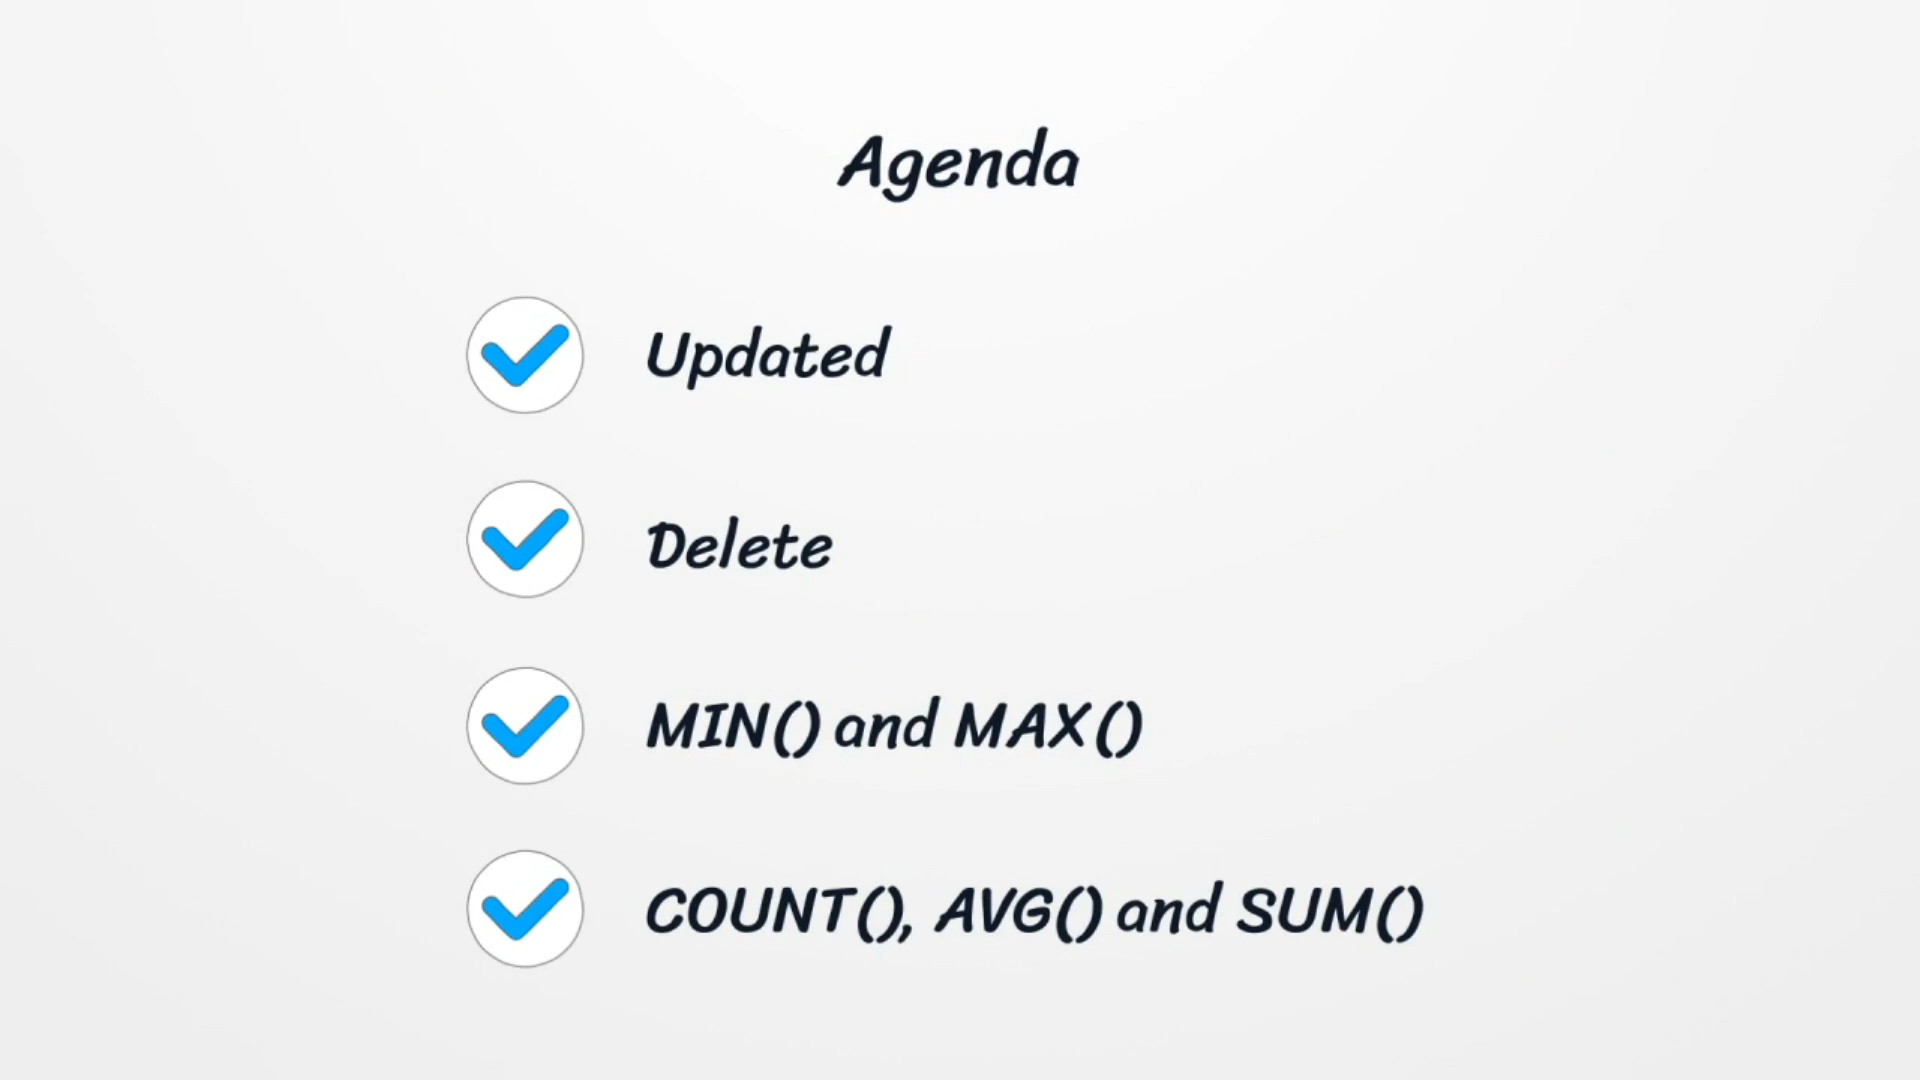 Agenda
Updated
Delete
MIN() and MAX()
COUNT(), AVG() and SUM()